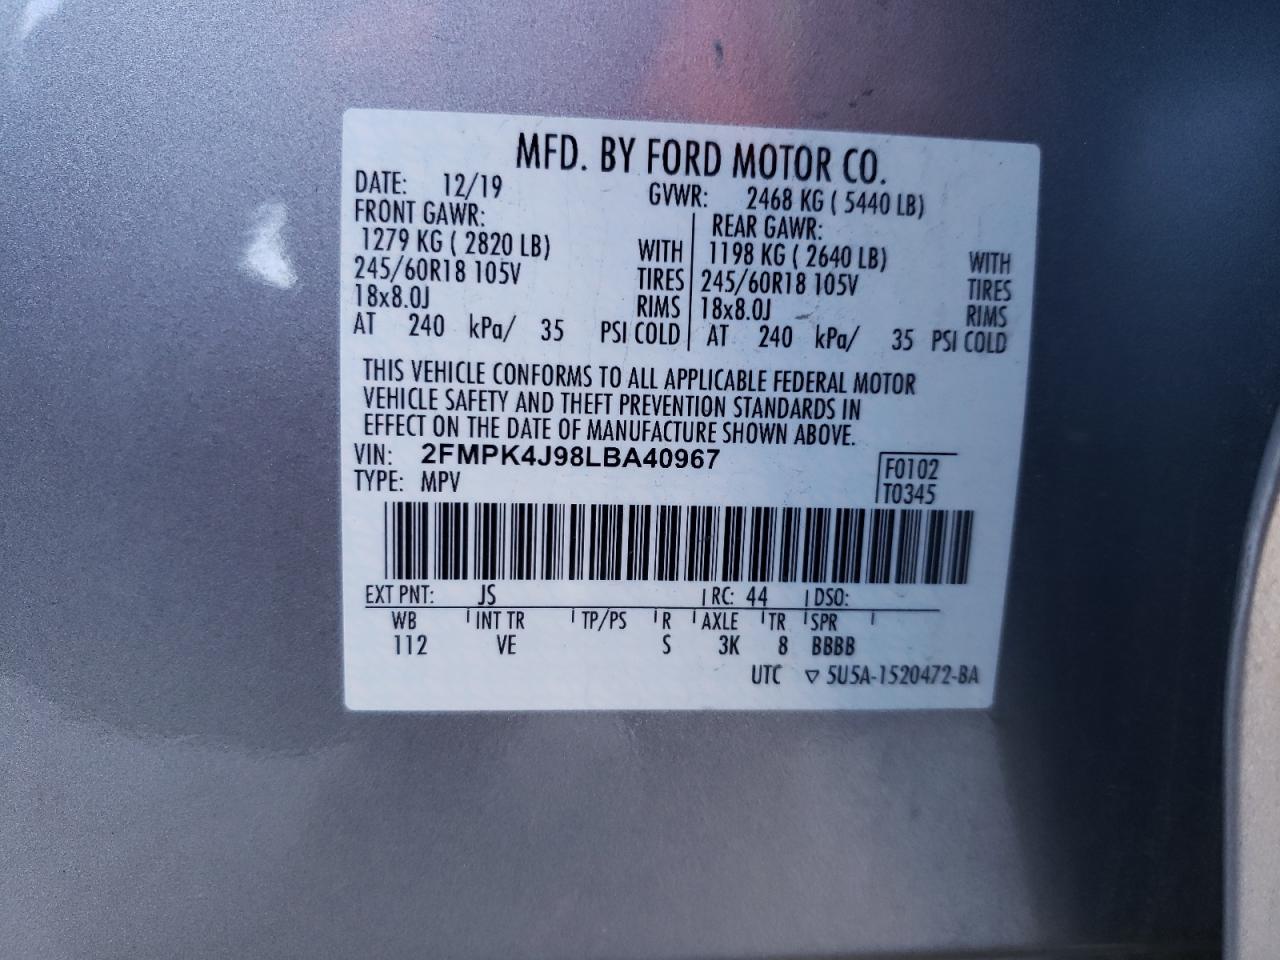 MFD. BY FORD MOTOR CO.
DATE: 12/19 GVWR: 2468 KG ( 5440 LB)
FRONT GAWR: REAR GAWR:
1279 KG ( 2820 LB) WITH 1198 KG ( 2640 LB) WITH
245/60R18 105V TIRES 245/60R18 105V TIRES
18x8.0J RIMS 18x8.0J RIMS
AT 240 kPa/ 35 PSI COLD AT 240 kPa/ 35 PSI COLD
THIS VEHICLE CONFORMS TO ALL APPLICABLE FEDERAL MOTOR
VEHICLE SAFETY AND THEFT PREVENTION STANDARDS IN
EFFECT ON THE DATE OF MANUFACTURE SHOWN ABOVE.
VIN: 2FMPK4J98LBA40967 F0102
TYPE: MPV T0345
EXT PNT: JS RC: 44 DSO:
WB INT TR TP/PS R AXLE TR SPR
112 VE S 3K 8 BBBB
UTC ▽ 5U5A-1520472-BA